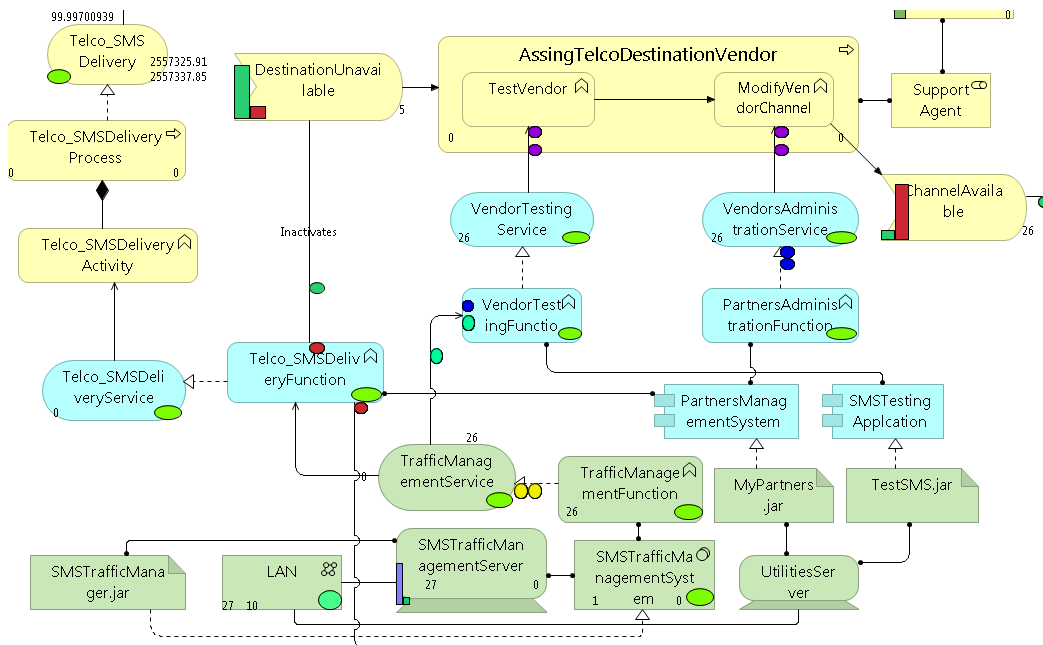 99.99700939
Telco_SMS
Delivery
2557325.91
2557337.85
Telco_SMSDelivery
Process
0
0
Telco_SMSDelivery
Activity
Telco_SMSDeli
veryService
0
DestinationUnavai
lable
5
Inactivates
AssingTelcoDestinationVendor
TestVendor
ModifyVen
dorChannel
0
0
0
Support
Agent
ChannelAvaila
ble
26
VendorTesting
Service
26
VendorsAdminis
trationService
26
VendorTest
ingFunctio
PartnersAdminis
trationFunction
Telco_SMSDeliv
eryFunction
PartnersManag
ementSystem
SMSTesting
Applcation
26
TrafficManag
ementService
0
TrafficManage
mentFunction
26
MyPartners
.jar
TestSMS.jar
SMSTrafficMana
ger.jar
LAN
27
10
SMSTrafficMan
agementServer
27
0
SMSTrafficMa
nagementSyst
em
1
0
UtilitiesSer
ver